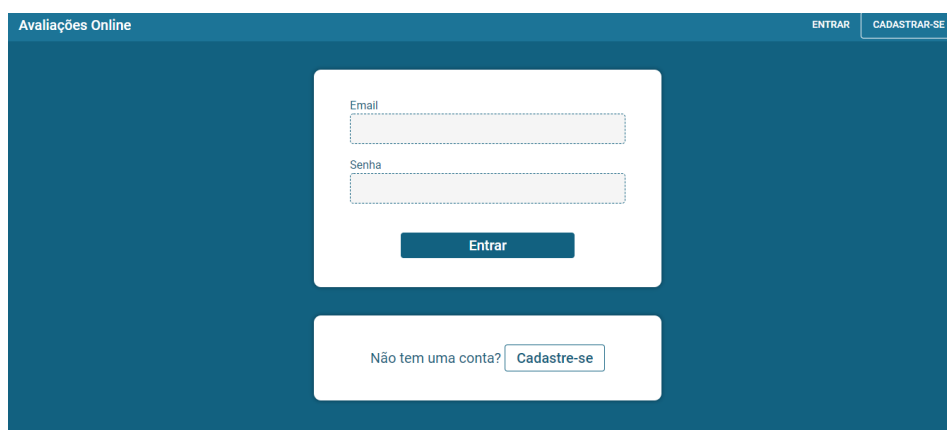 Avaliações Online
ENTRAR
CADASTRAR-SE
Email
Senha
Entrar
Não tem uma conta? Cadastre-se